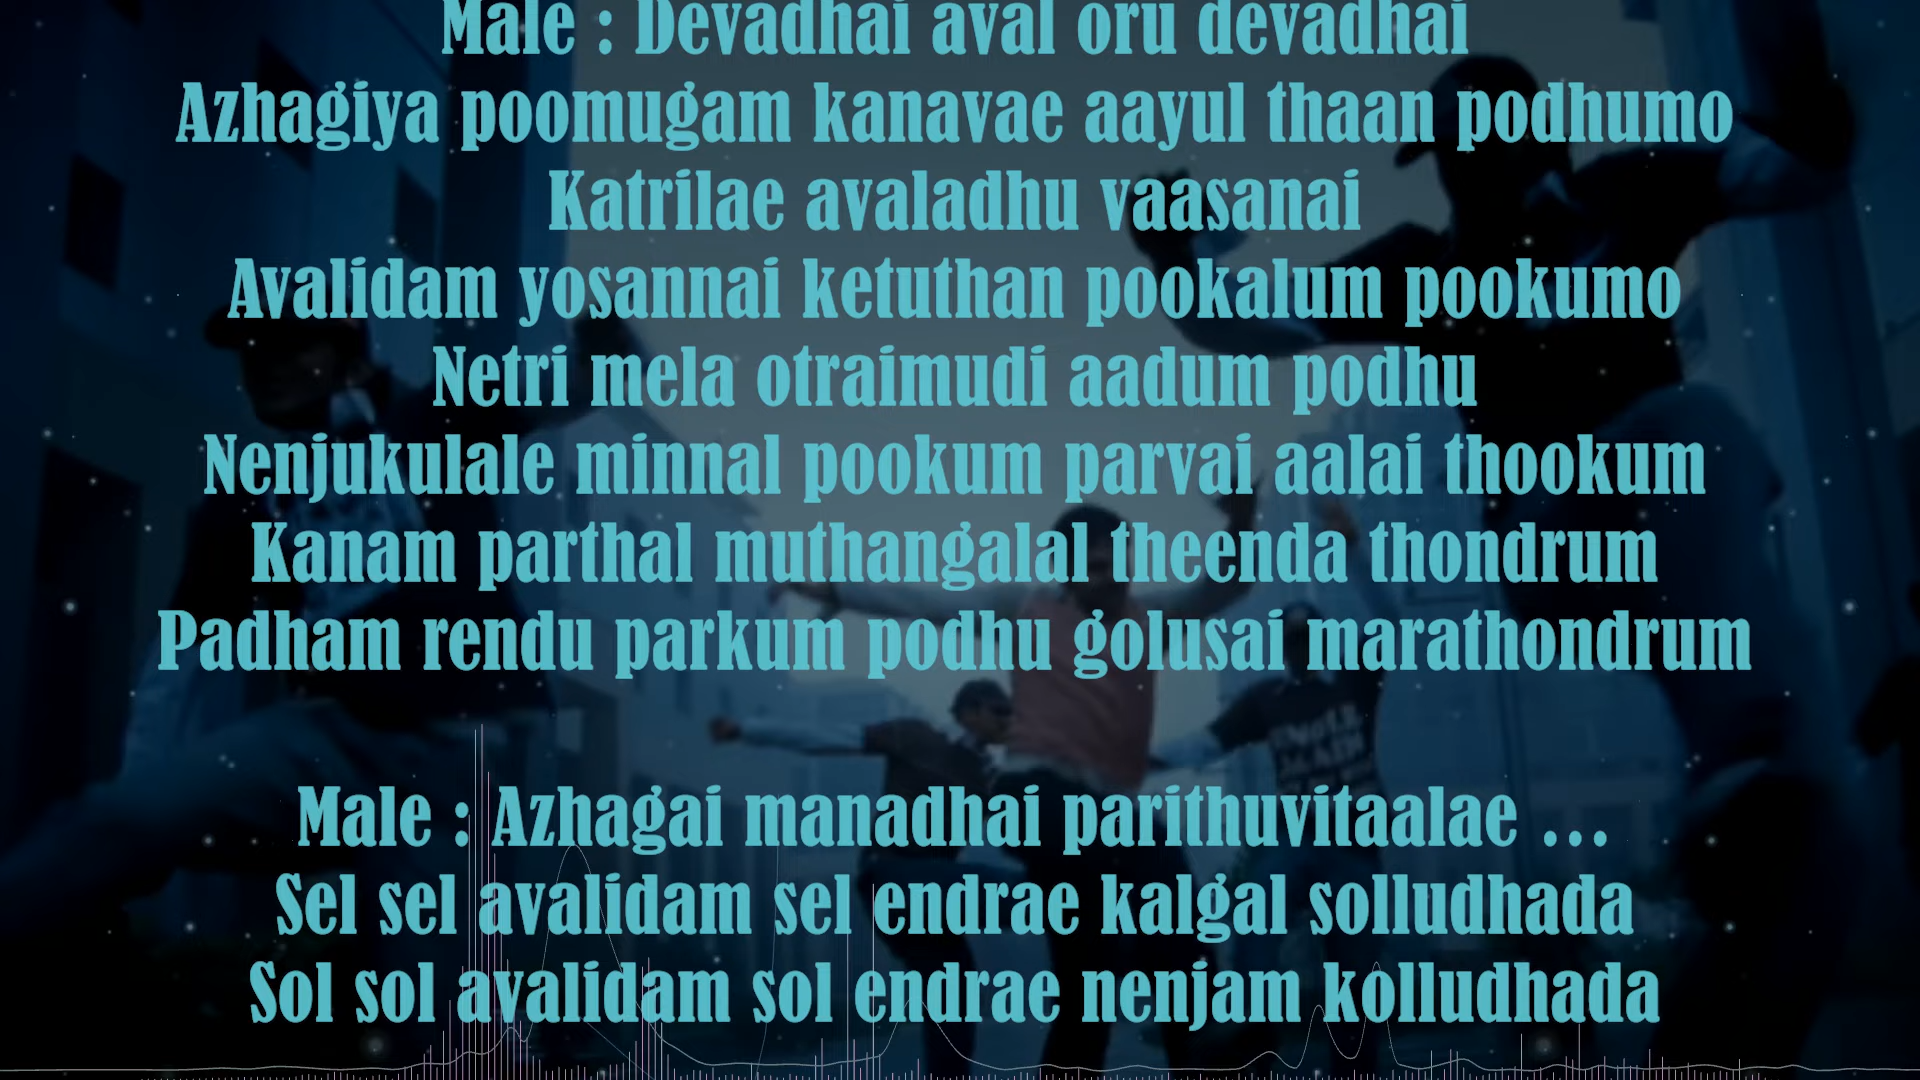 Male : Devadhai aval oru devadhai
Azhagiya poomugam kanavae aayul thaan podhumo
Katrilae avaladhu vaasanai
Avalidam yosannai ketuthan pookalum pookumo
Netri mela otraimudi aadum podhu
Nenjukulale minnal pookum parvai aalai thookum
Kanam parthal muthangalal theenda thondrum
Padham rendu parkum podhu golusai marathondrum
Male : Azhagai manadhai parithuvitaalae ...
Sel sel avalidam sel endrae kalgal solludhada
Sol sol avalidam sol endrae nenjam kolludhada